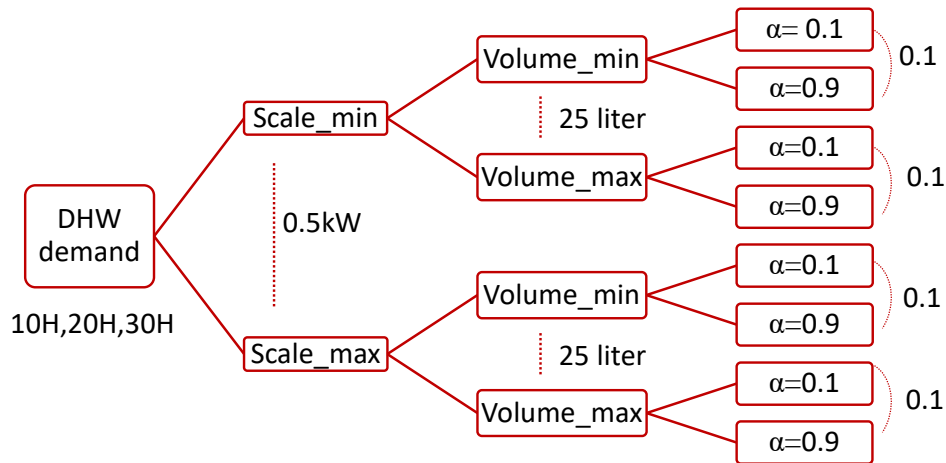 DHW
demand
10H,20H,30H
Scale_min
0.5kW
Scale_max
Volume_min
25 liter
Volume_max
Volume_min
25 liter
Volume_max
α= 0.1
α=0.9
0.1
α=0.1
α=0.9
0.1
α=0.1
α=0.9
0.1
α=0.1
α=0.9
0.1